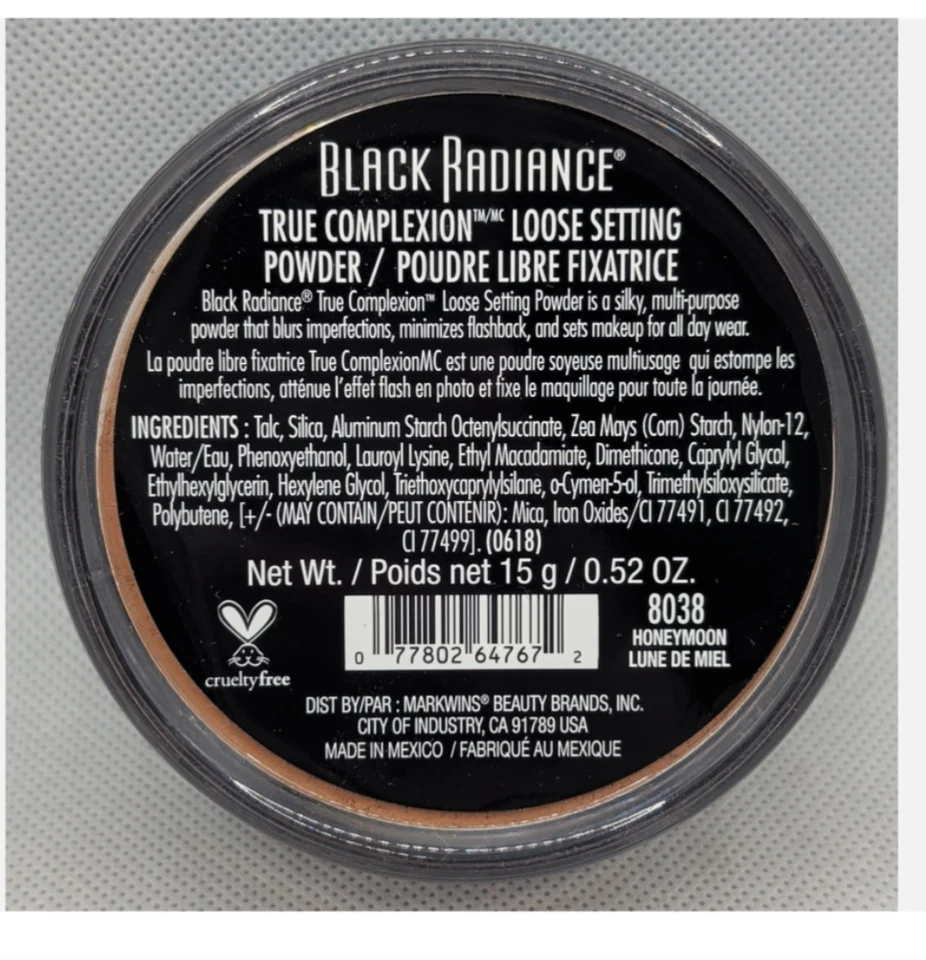 BLACK RADIANCE®
TRUE COMPLEXION™/MC LOOSE SETTING
POWDER / POUDRE LIBRE FIXATRICE
Black Radiance® True Complexion™ Loose Setting Powder is a silky, multi-purpose
powder that blurs imperfections, minimizes flashback, and sets makeup for all day wear.
La poudre libre fixatrice True ComplexionMC est une poudre soyeuse multiusage qui estompe les
imperfections, atténue l'effet flash en photo et fixe le maquillage pour toute la journée.
INGREDIENTS : Talc, Silica, Aluminum Starch Octenylsuccinate, Zea Mays (Corn) Starch, Nylon-12,
Water/Eau, Phenoxyethanol, Lauroyl Lysine, Ethyl Macadamiate, Dimethicone, Caprylyl Glycol,
Ethylhexylglycerin, Hexylene Glycol, Triethoxycaprylylsilane, o-Cymen-5-ol, Trimethylsiloxysilicate,
Polybutene, [+/- (MAY CONTAIN/PEUT CONTENIR): Mica, Iron Oxides/CI 77491, CI 77492,
CI 77499]. (0618)
Net Wt. / Poids net 15 g / 0.52 OZ.
crueltyfree
0 77802 64767 2
8038
HONEYMOON
LUNE DE MIEL
DIST BY/PAR : MARKWINS® BEAUTY BRANDS, INC.
CITY OF INDUSTRY, CA 91789 USA
MADE IN MEXICO / FABRIQUÉ AU MEXIQUE